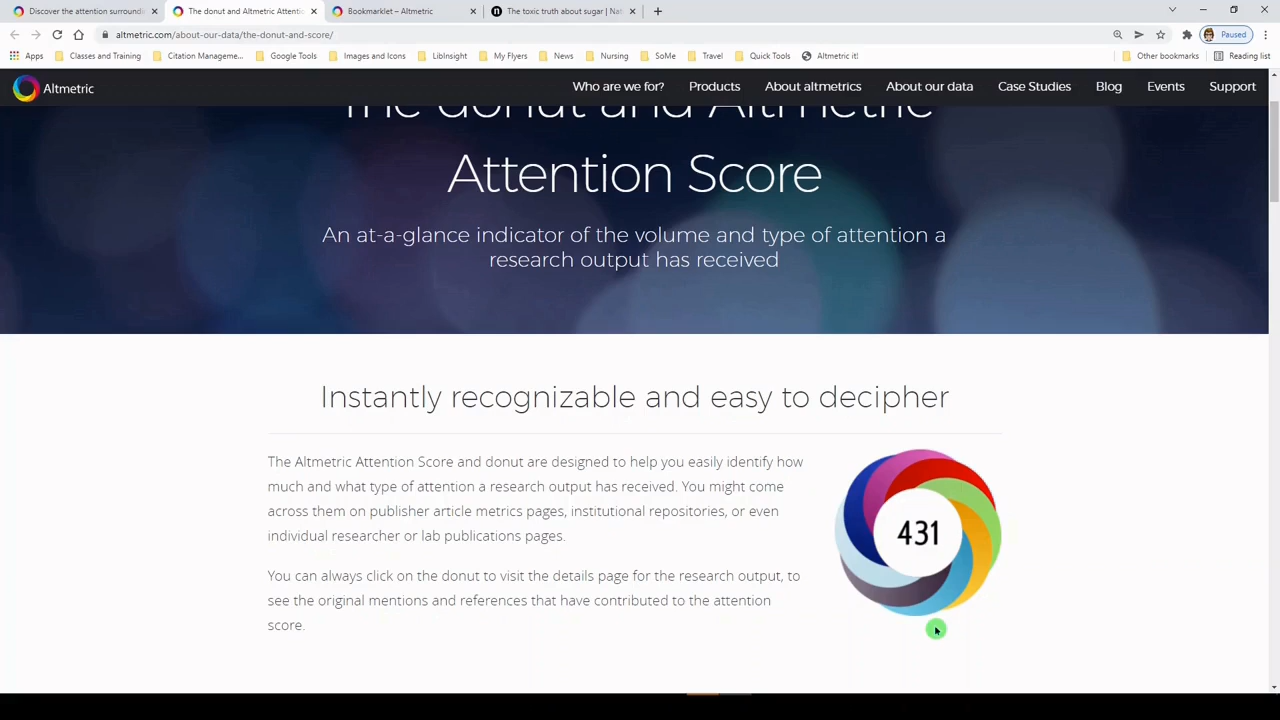 Discover the attention surroundi
The donut and Altmetric Attentio
Bookmarklet – Altmetric
n The toxic truth about sugar | Nat
altmetric.com/about-our-data/the-donut-and-score/
Paused
Apps Classes and Training Citation Manageme... Google Tools Images and Icons LibInsight My Flyers News Nursing SoMe Travel Quick Tools Altmetric it! Other bookmarks Reading list
Altmetric Who are we for? Products About altmetrics About our data Case Studies Blog Events Support
The donut and Altmetric
Attention Score
An at-a-glance indicator of the volume and type of attention a
research output has received
Instantly recognizable and easy to decipher
The Altmetric Attention Score and donut are designed to help you easily identify how
much and what type of attention a research output has received. You might come
across them on publisher article metrics pages, institutional repositories, or even
individual researcher or lab publications pages.
You can always click on the donut to visit the details page for the research output, to
see the original mentions and references that have contributed to the attention
score.
431